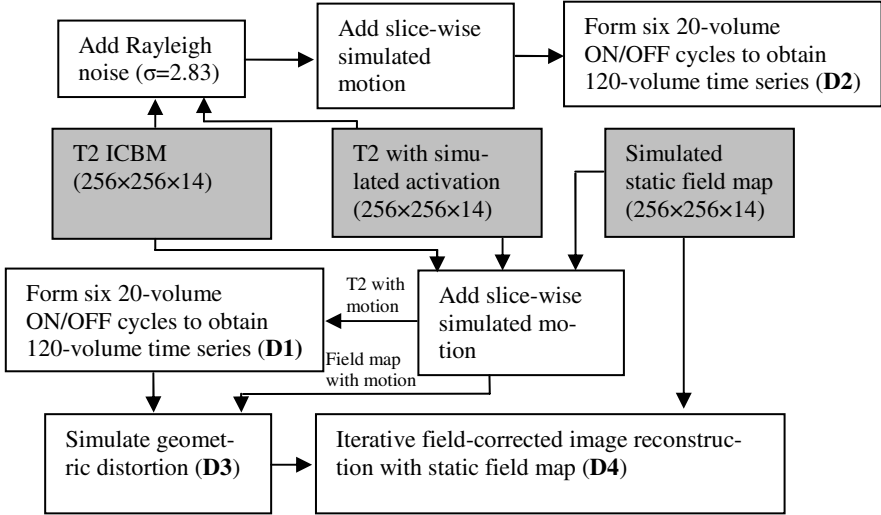 Add Rayleigh
noise (σ=2.83)
Add slice-wise
simulated
motion
Form six 20-volume
ON/OFF cycles to obtain
120-volume time series (D2)
T2 ICBM
(256×256×14)
T2 with simu-
lated activation
(256×256×14)
Simulated
static field map
(256×256×14)
Form six 20-volume
ON/OFF cycles to obtain
120-volume time series (D1)
T2 with
motion
Add slice-wise
simulated mo-
tion
Field map
with motion
Simulate geomet-
ric distortion (D3)
Iterative field-corrected image reconstruc-
tion with static field map (D4)